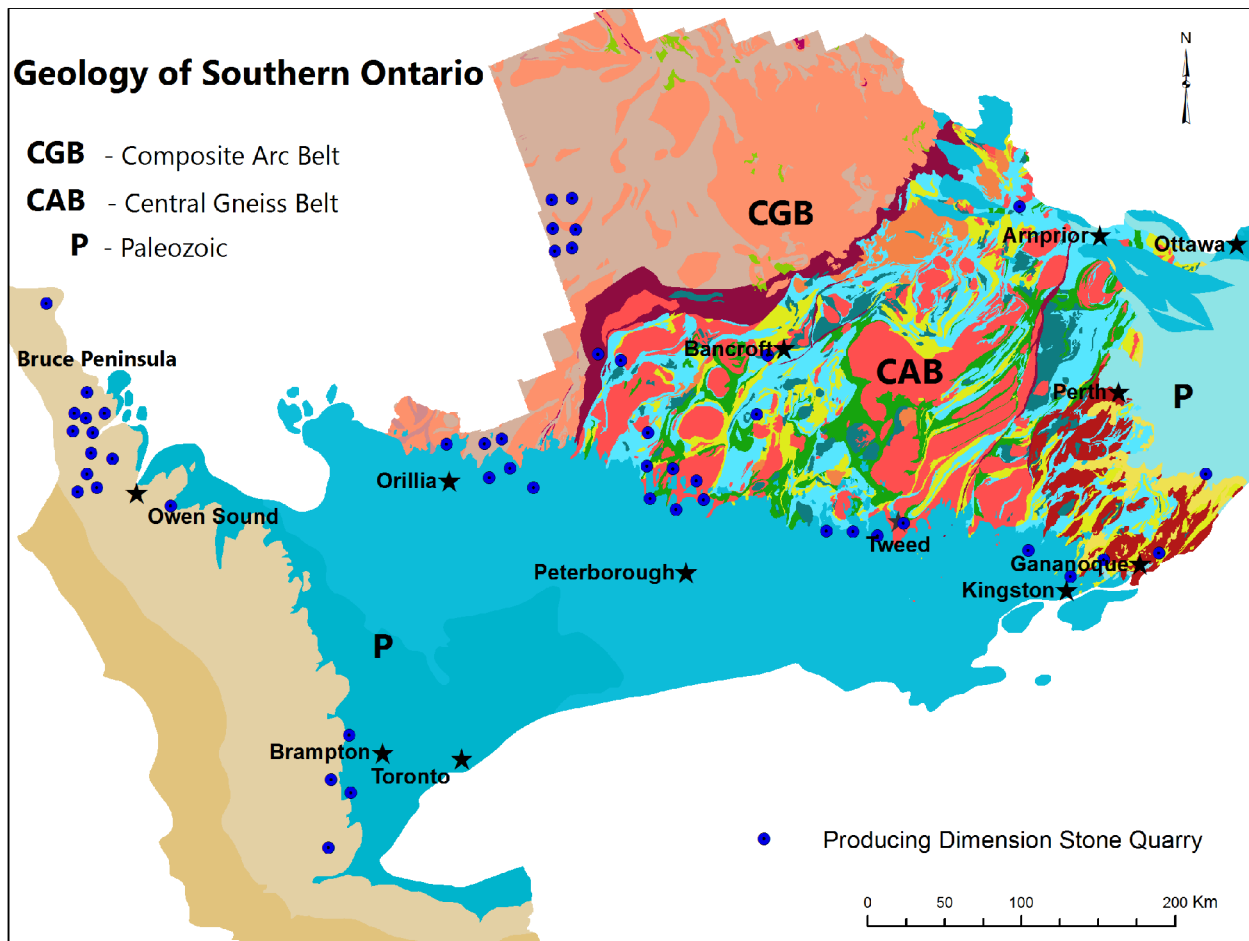 N
Geology of Southern Ontario
CGB - Composite Arc Belt
CAB - Central Gneiss Belt
P - Paleozoic
CGB
Arnprior
Ottawa
Bruce Peninsula
Bancroft
CAB
Perth
P
Orillia
Owen Sound
Tweed
Peterborough
Gananoque
Kingston
P
Brampton
Toronto
Producing Dimension Stone Quarry
0 50 100 200 Km